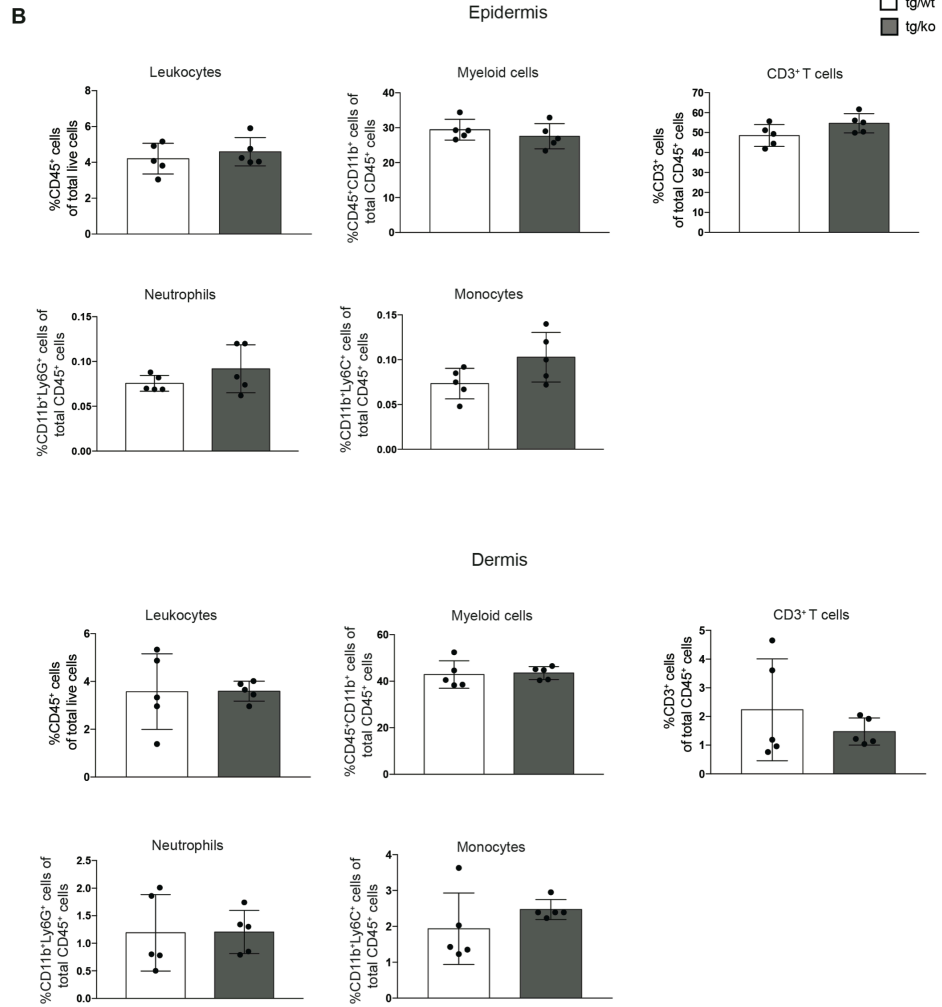 B
Epidermis
tg/wt
tg/ko
Leukocytes
%CD45⁺ cells
of total live cells
8
6
4
2
0
Myeloid cells
%CD45⁺CD11b⁺ cells of
total CD45⁺ cells
40
30
20
10
0
CD3⁺ T cells
%CD3⁺ cells
of total CD45⁺ cells
70
60
50
40
30
20
10
0
Neutrophils
%CD11b⁺Ly6G⁺ cells of
total CD45⁺ cells
0.15
0.10
0.05
0.00
Monocytes
%CD11b⁺Ly6C⁺ cells of
total CD45⁺ cells
0.15
0.10
0.05
0.00
Dermis
Leukocytes
%CD45⁺ cells
of total live cells
6
4
2
0
Myeloid cells
%CD45⁺CD11b⁺ cells of
total CD45⁺ cells
60
40
20
0
CD3⁺ T cells
%CD3⁺ cells
of total CD45⁺ cells
5
4
3
2
1
0
Neutrophils
%CD11b⁺Ly6G⁺ cells of
total CD45⁺ cells
2.5
2.0
1.5
1.0
0.5
0.0
Monocytes
%CD11b⁺Ly6C⁺ cells of
total CD45⁺ cells
4
3
2
1
0